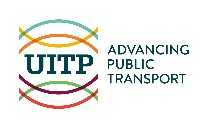 UITP
ADVANCING
PUBLIC
TRANSPORT